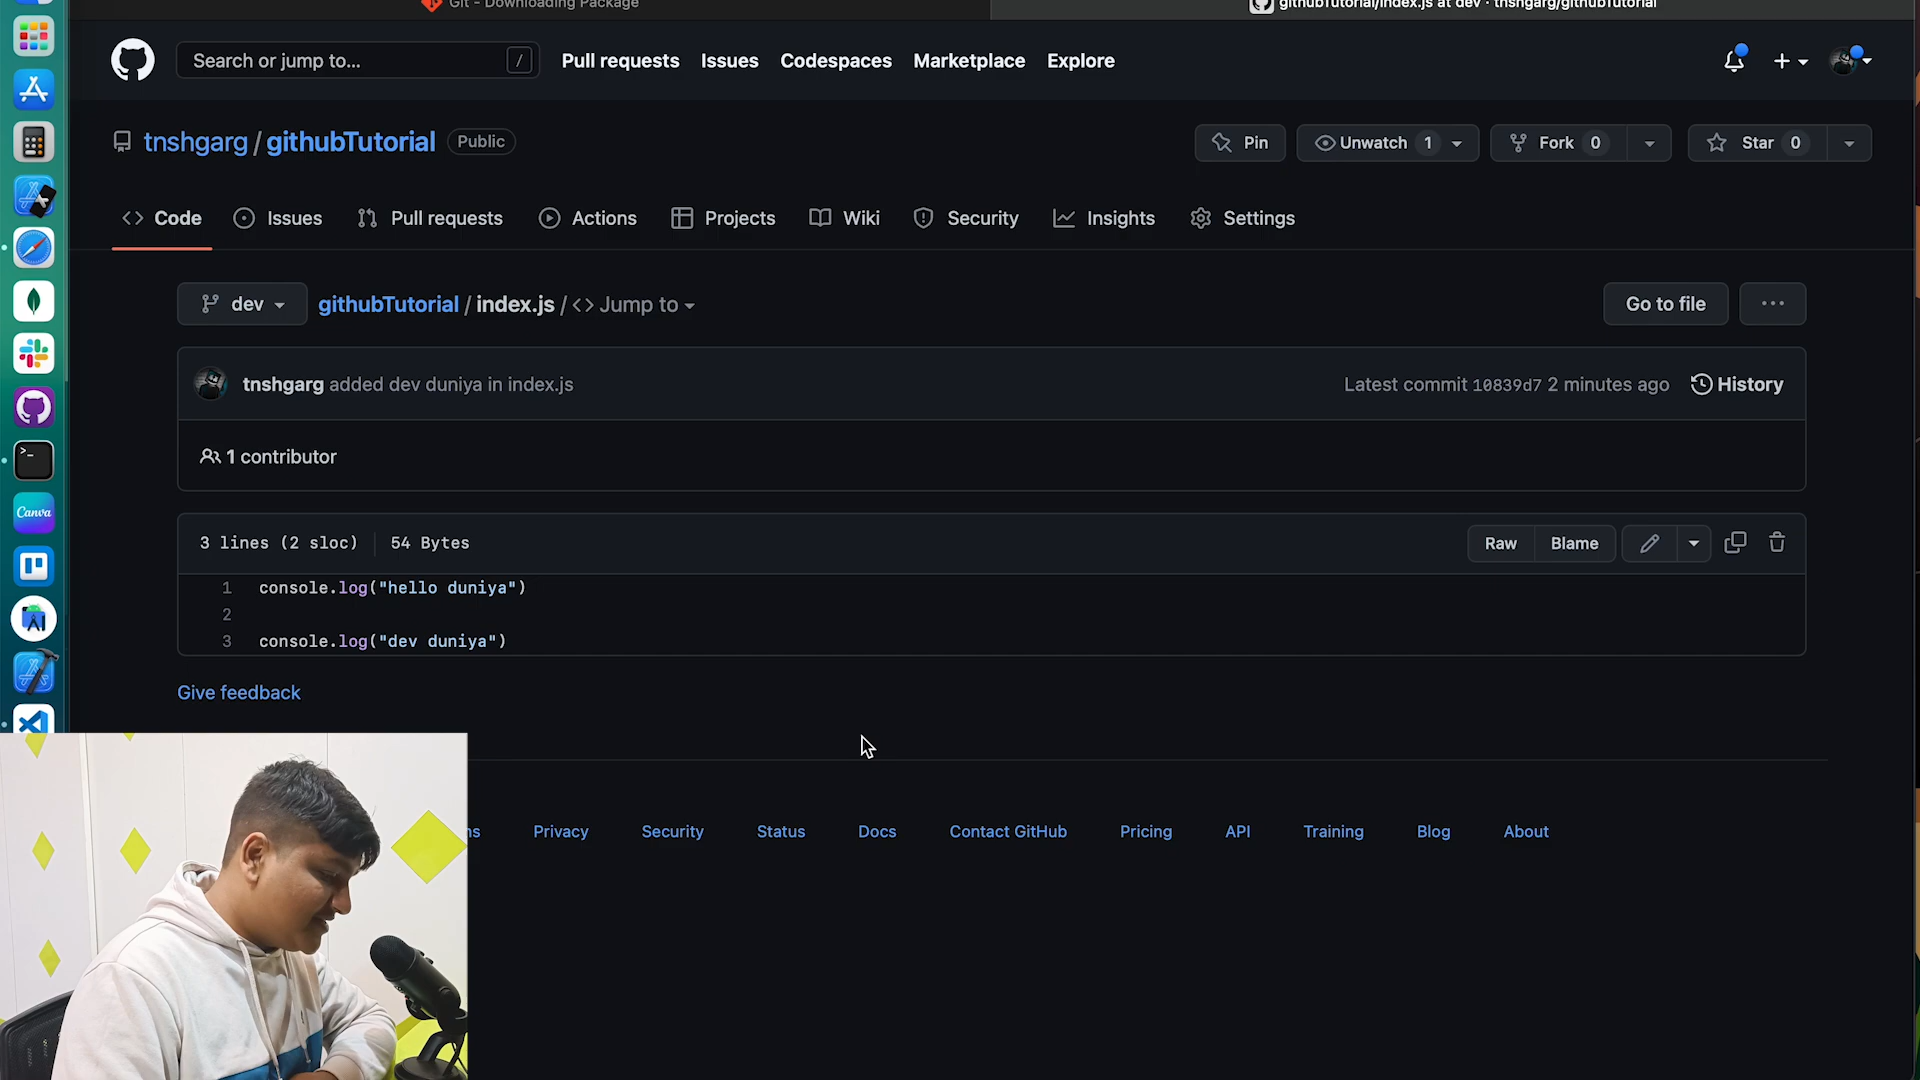 Git - Downloading Package
githubTutorial/index.js at dev · tnshgarg/githubTutorial
Search or jump to... /
Pull requests
Issues
Codespaces
Marketplace
Explore
tnshgarg / githubTutorial Public
Pin
Unwatch 1
Fork 0
Star 0
Code
Issues
Pull requests
Actions
Projects
Wiki
Security
Insights
Settings
dev
githubTutorial / index.js / <> Jump to
Go to file
...
tnshgarg added dev duniya in index.js
Latest commit 10839d7 2 minutes ago
History
1 contributor
3 lines (2 sloc)
54 Bytes
Raw
Blame
1 console.log("hello duniya")
2
3 console.log("dev duniya")
Give feedback
Privacy
Security
Status
Docs
Contact GitHub
Pricing
API
Training
Blog
About
Canva